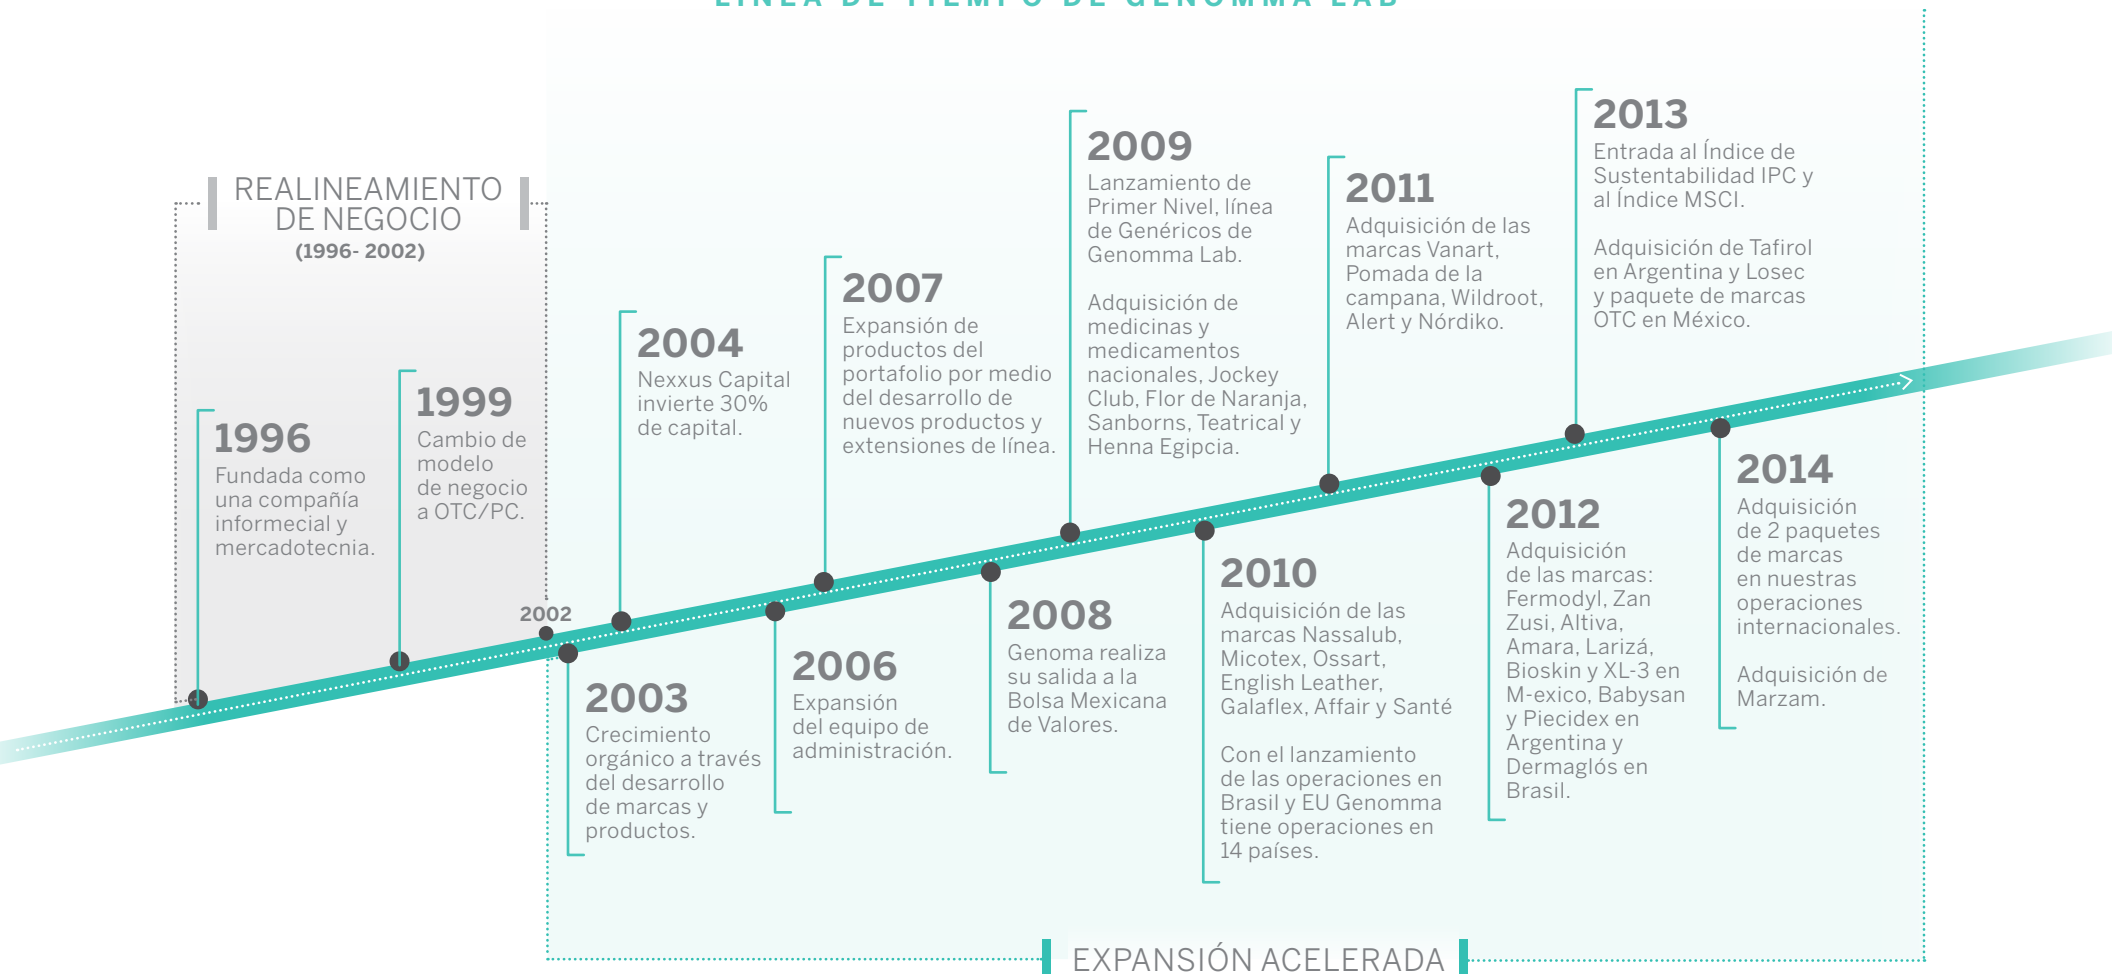 LÍNEA DE TIEMPO DE GENOMMA LAB
REALINEAMIENTO
DE NEGOCIO
(1996- 2002)
1996
Fundada como
una compañía
informecial y
mercadotecnia.
1999
Cambio de
modelo
de negocio
a OTC/PC.
2002
2003
Crecimiento
orgánico a través
del desarrollo
de marcas y
productos.
2004
Nexxus Capital
invierte 30%
de capital.
2006
Expansión
del equipo de
administración.
2007
Expansión de
productos del
portafolio por medio
del desarrollo de
nuevos productos y
extensiones de línea.
2008
Genoma realiza
su salida a la
Bolsa Mexicana
de Valores.
2009
Lanzamiento de
Primer Nivel, línea
de Genéricos de
Genomma Lab.
Adquisición de
medicinas y
medicamentos
nacionales, Jockey
Club, Flor de Naranja,
Sanborns, Teatrical y
Henna Egipcia.
2010
Adquisición de las
marcas Nassalub,
Micotex, Ossart,
English Leather,
Galaflex, Affair y Santé
Con el lanzamiento
de las operaciones en
Brasil y EU Genomma
tiene operaciones en
14 países.
2011
Adquisición de las
marcas Vanart,
Pomada de la
campana, Wildroot,
Alert y Nórdiko.
2012
Adquisición
de las marcas:
Fermodyl, Zan
Zusi, Altiva,
Amara, Larizá,
Bioskin y XL-3 en
M-exico, Babysan
y Piecidex en
Argentina y
Dermaglós en
Brasil.
2013
Entrada al Índice de
Sustentabilidad IPC y
al Índice MSCI.
Adquisición de Tafirol
en Argentina y Losec
y paquete de marcas
OTC en México.
2014
Adquisición
de 2 paquetes
de marcas
en nuestras
operaciones
internacionales.
Adquisición de
Marzam.
EXPANSIÓN ACELERADA